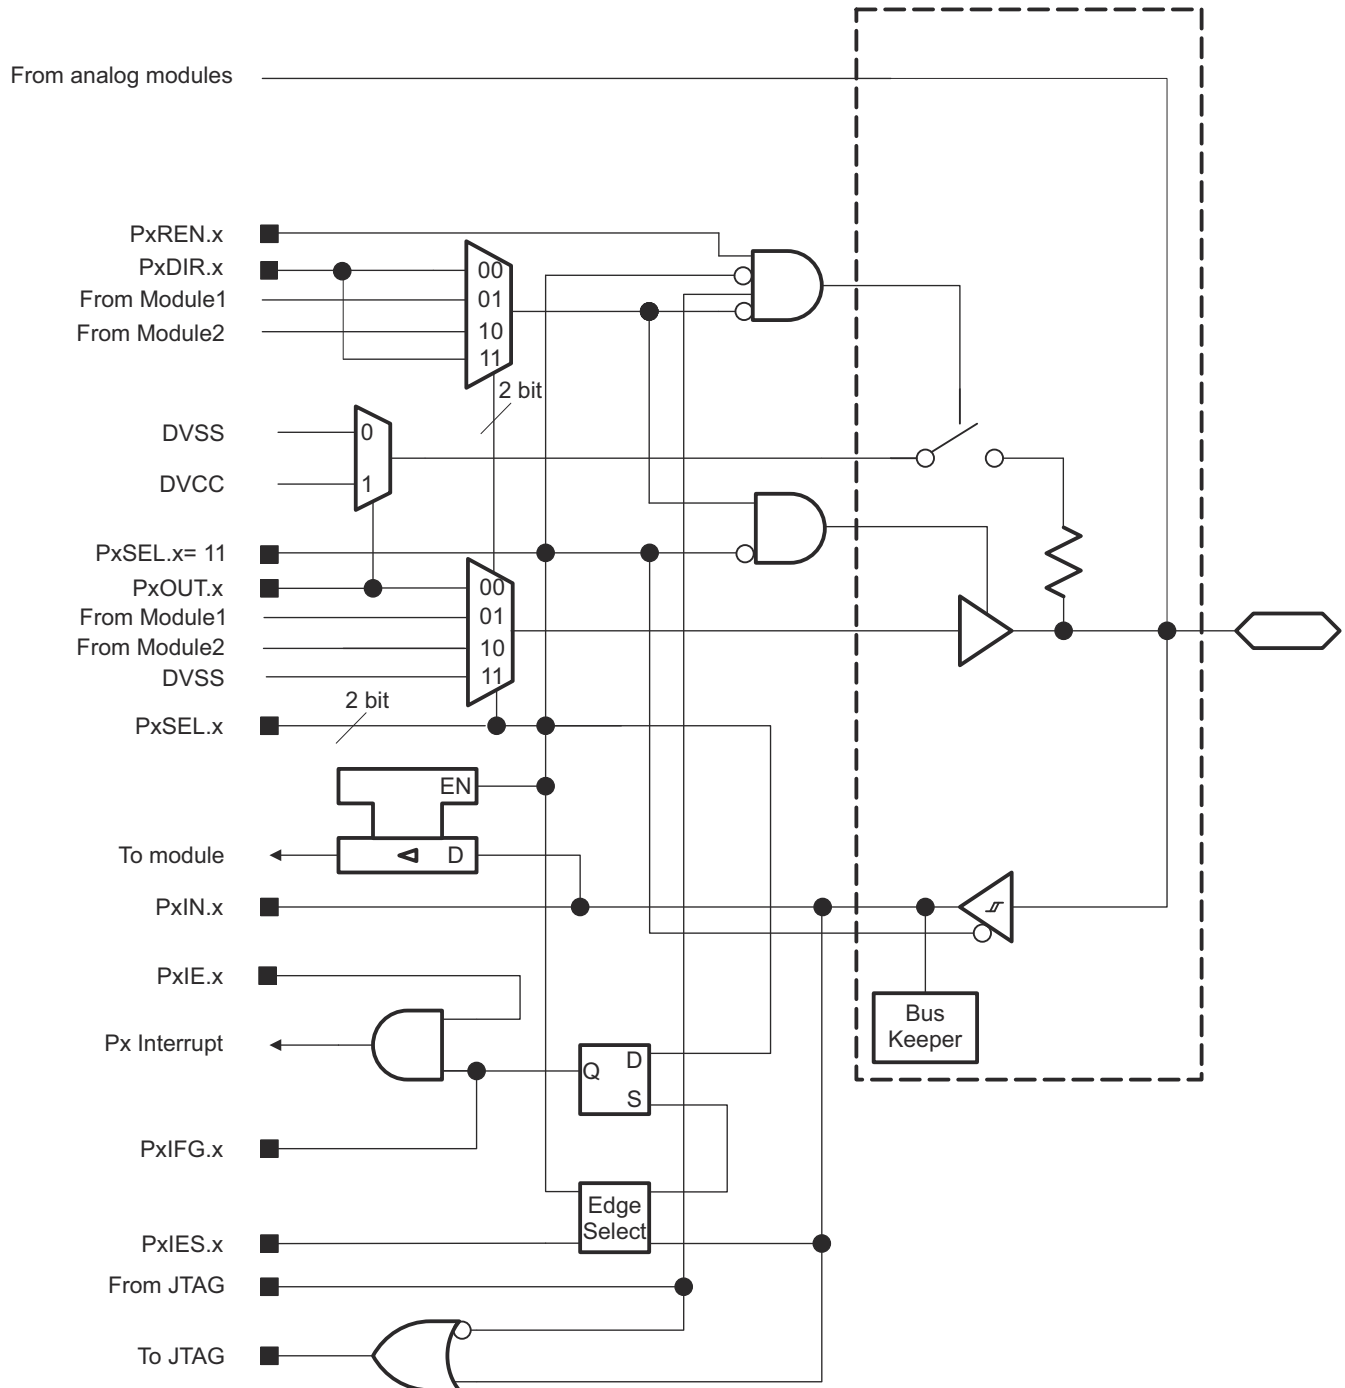 From analog modules
PxREN.x
PxDIR.x
From Module1
From Module2
00
01
10
11
2 bit
DVSS
DVCC
0
1
PxSEL.x= 11
PxOUT.x
From Module1
From Module2
DVSS
00
01
10
11
PxSEL.x
2 bit
EN
To module
D
PxIN.x
PxIE.x
Px Interrupt
Q
D
S
Bus
Keeper
PxIFG.x
Edge
Select
PxIES.x
From JTAG
To JTAG